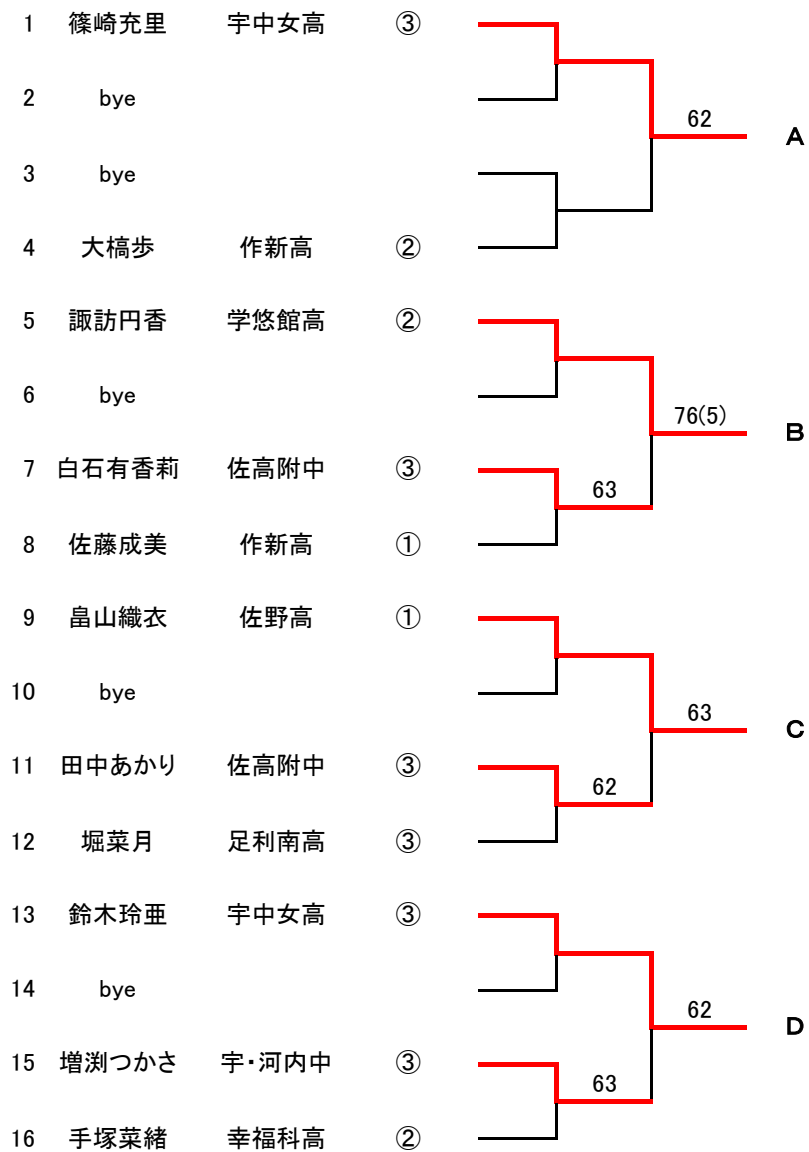 1 篠崎充里 宇中女高 ③
2 bye
62 A
3 bye
4 大槗歩 作新高 ②
5 諏訪円香 学悠館高 ②
6 bye
76(5) B
7 白石有香莉 佐高附中 ③
63
8 佐藤成美 作新高 ①
9 畠山織衣 佐野高 ①
10 bye
63 C
11 田中あかり 佐高附中 ③
62
12 堀菜月 足利南高 ③
13 鈴木玲亜 宇中女高 ③
14 bye
62 D
15 増渕つかさ 宇・河内中 ③
63
16 手塚菜緒 幸福科高 ②